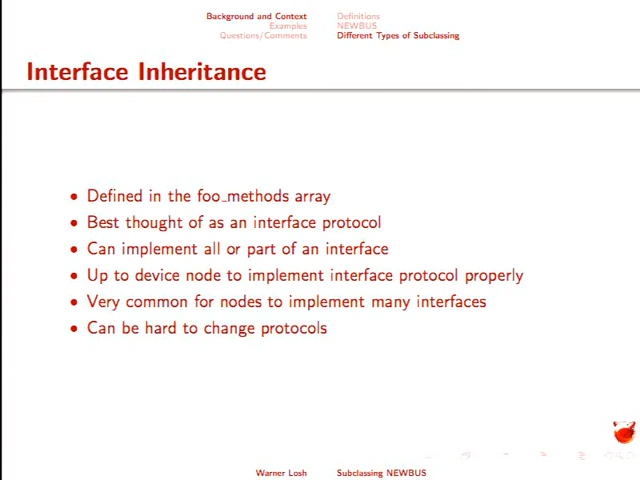 Background and Context
Examples
Questions/Comments
Definitions
NEWBUS
Different Types of Subclassing
Interface Inheritance
• Defined in the foo_methods array
• Best thought of as an interface protocol
• Can implement all or part of an interface
• Up to device node to implement interface protocol properly
• Very common for nodes to implement many interfaces
• Can be hard to change protocols
Warner Losh
Subclassing NEWBUS